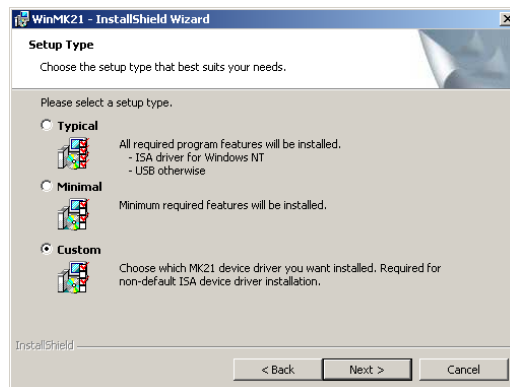 WinMK21 - InstallShield Wizard
Setup Type
Choose the setup type that best suits your needs.
Please select a setup type.
Typical
All required program features will be installed.
- ISA driver for Windows NT
- USB otherwise
Minimal
Minimum required features will be installed.
Custom
Choose which MK21 device driver you want installed. Required for
non-default ISA device driver installation.
InstallShield
< Back
Next >
Cancel